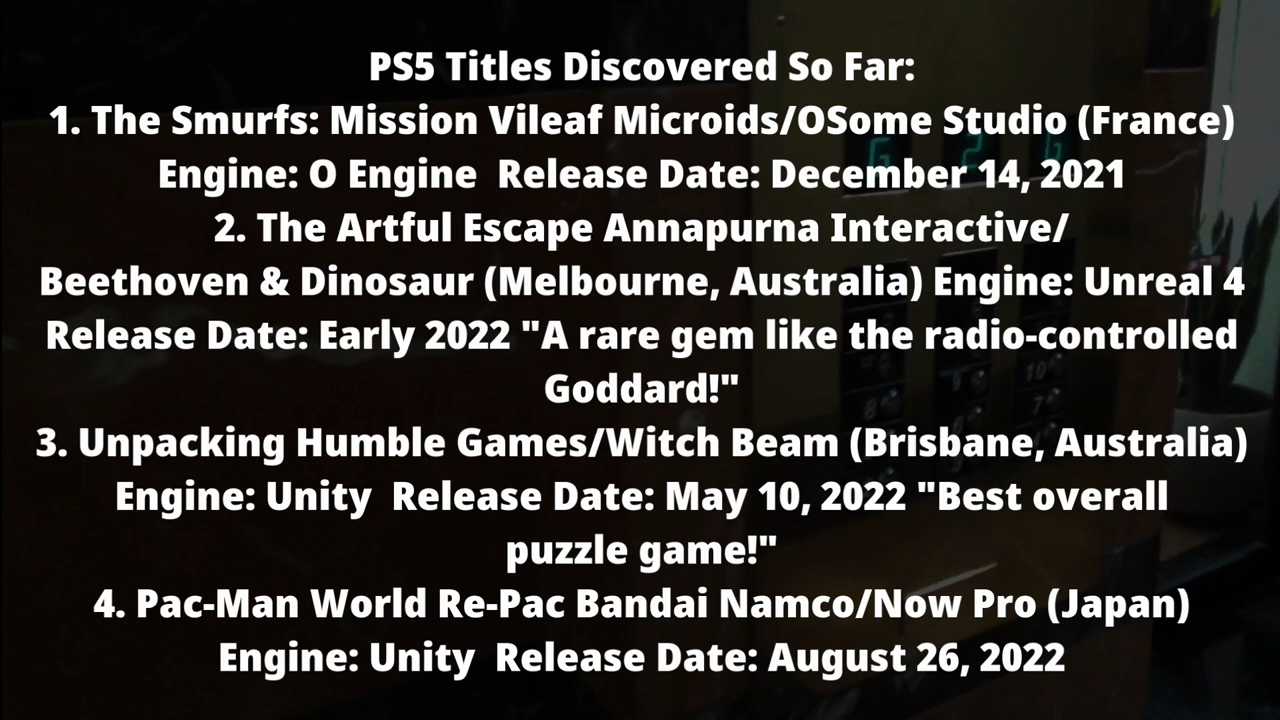 PS5 Titles Discovered So Far:
1. The Smurfs: Mission Vileaf Microids/OSome Studio (France)
Engine: O Engine  Release Date: December 14, 2021
2. The Artful Escape Annapurna Interactive/
Beethoven & Dinosaur (Melbourne, Australia) Engine: Unreal 4
Release Date: Early 2022 "A rare gem like the radio-controlled
Goddard!"
3. Unpacking Humble Games/Witch Beam (Brisbane, Australia)
Engine: Unity  Release Date: May 10, 2022 "Best overall
puzzle game!"
4. Pac-Man World Re-Pac Bandai Namco/Now Pro (Japan)
Engine: Unity  Release Date: August 26, 2022